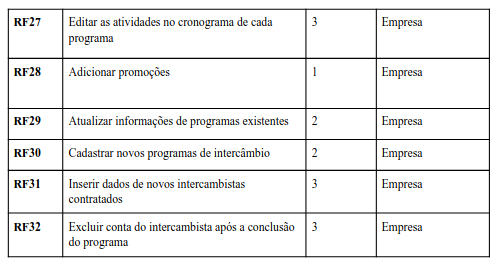 RF27 Editar as atividades no cronograma de cada 3 Empresa
programa
RF28 Adicionar promoções 1 Empresa
RF29 Atualizar informações de programas existentes 2 Empresa
RF30 Cadastrar novos programas de intercâmbio 2 Empresa
RF31 Inserir dados de novos intercambistas 3 Empresa
contratados
RF32 Excluir conta do intercambista após a conclusão 3 Empresa
do programa